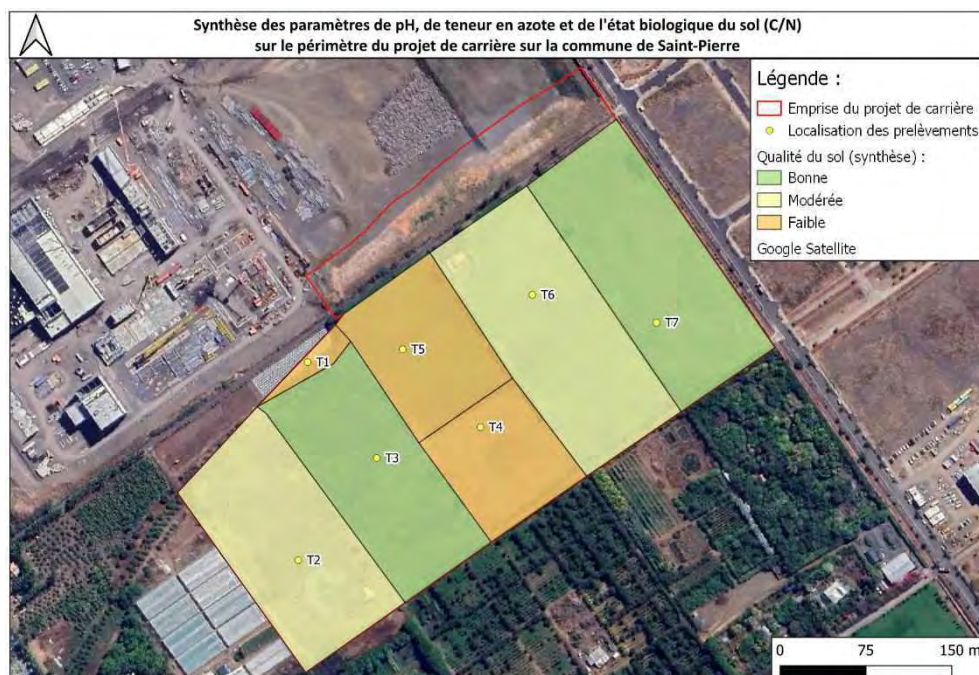 Synthèse des paramètres de pH, de teneur en azote et de l'état biologique du sol (C/N)
sur le périmètre du projet de carrière sur la commune de Saint-Pierre
Légende :
Emprise du projet de carrière
Localisation des prelèvements
Qualité du sol (synthèse) :
Bonne
Modérée
Faible
Google Satellite
T6
T7
T5
T1
T4
T3
T2
0 75 150 m